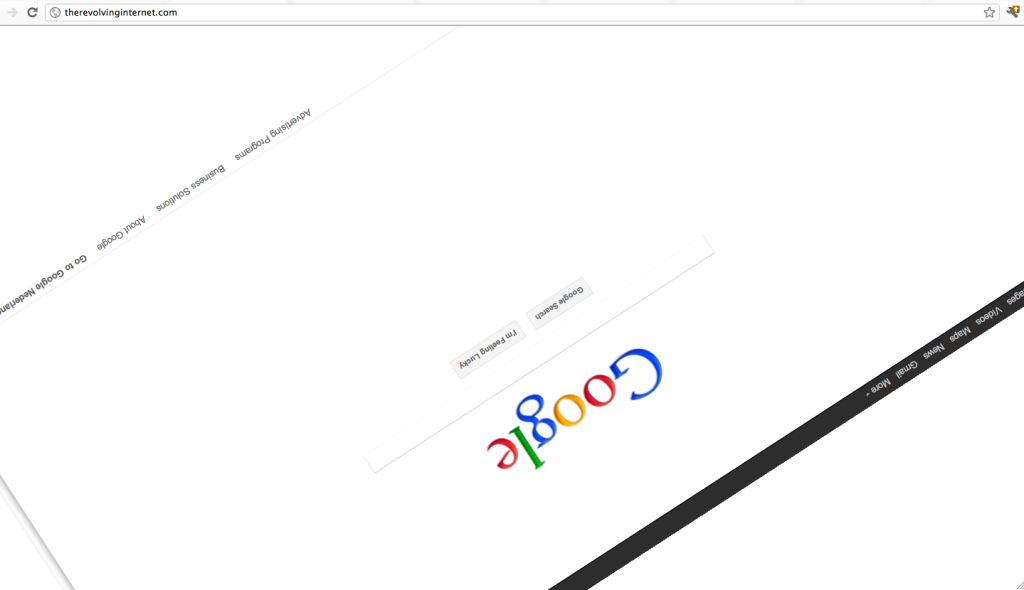 therevolvinginternet.com
Videos Maps News Gmail More
Google
Google Search I'm Feeling Lucky
Advertising Programs Business Solutions About Google Go to Google